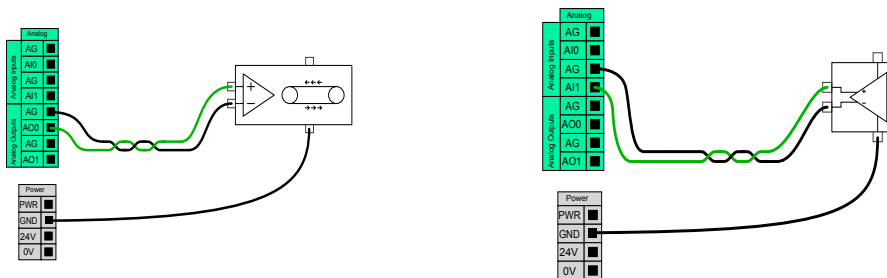 Analog
Analog Inputs
AG
AI0
AG
AI1
Analog Outputs
AG
AO0
AG
AO1
Power
PWR
GND
24V
0V
Analog
Analog Inputs
AG
AI0
AG
AI1
Analog Outputs
AG
AO0
AG
AO1
Power
PWR
GND
24V
0V